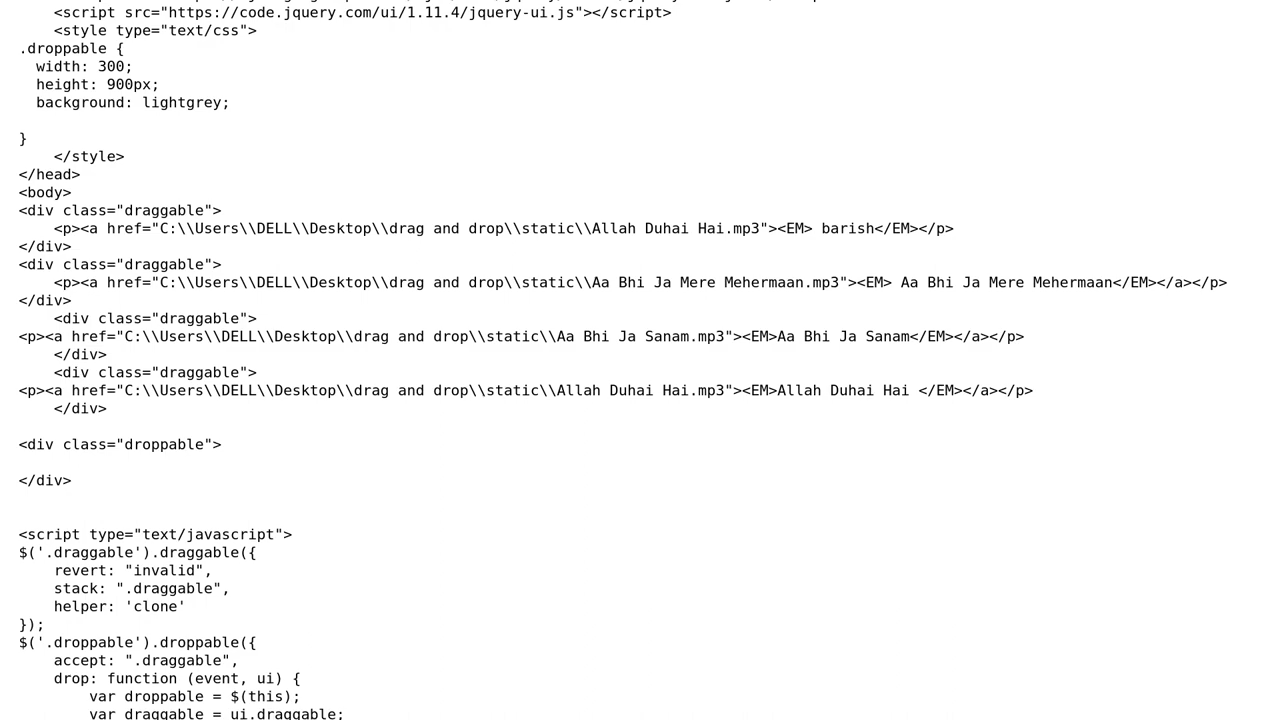 <script src="https://code.jquery.com/ui/1.11.4/jquery-ui.js"></script>
<style type="text/css">
.droppable {
width: 300;
height: 900px;
background: lightgrey;
}
</style>
</head>
<body>
<div class="draggable">
<p><a href="C:\\Users\\DELL\\Desktop\\drag and drop\\static\\Allah Duhai Hai.mp3"><EM> barish</EM></p>
</div>
<div class="draggable">
<p><a href="C:\\Users\\DELL\\Desktop\\drag and drop\\static\\Aa Bhi Ja Mere Mehermaan.mp3"><EM> Aa Bhi Ja Mere Mehermaan</EM></a></p>
</div>
<div class="draggable">
<p><a href="C:\\Users\\DELL\\Desktop\\drag and drop\\static\\Aa Bhi Ja Sanam.mp3"><EM>Aa Bhi Ja Sanam</EM></a></p>
</div>
<div class="draggable">
<p><a href="C:\\Users\\DELL\\Desktop\\drag and drop\\static\\Allah Duhai Hai.mp3"><EM>Allah Duhai Hai </EM></a></p>
</div>
<div class="droppable">
</div>
<script type="text/javascript">
$('.draggable').draggable({
revert: "invalid",
stack: ".draggable",
helper: 'clone'
});
$('.droppable').droppable({
accept: ".draggable",
drop: function (event, ui) {
var droppable = $(this);
var draggable = ui.draggable;